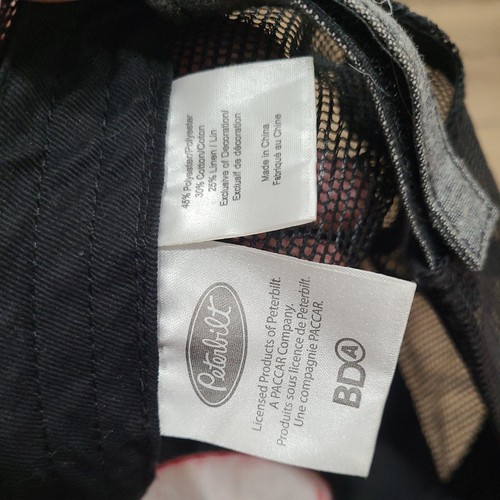 45% Polyester/Polyester
30% Cotton/Coton
25% Linen / Lin
Exclusive of Decoration/
Exclusif de décoration
Made in China
Fabriqué au Chine
Peterbilt
Licensed Products of Peterbilt.
A PACCAR Company.
Produits sous licence de Peterbilt.
Une compagnie PACCAR.
BDA